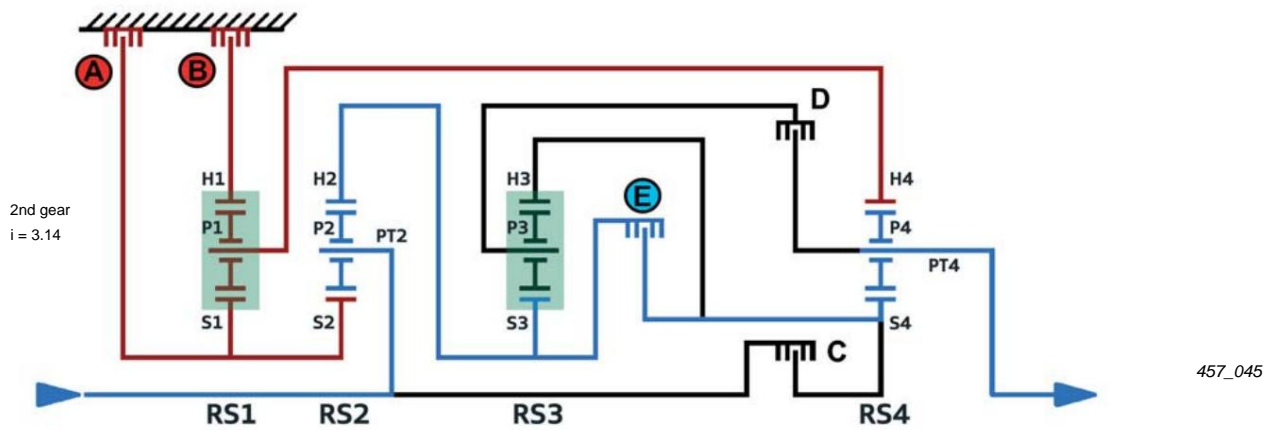 A
B
D
H1
H2
H3
E
H4
2nd gear
i = 3.14
P1
P2
PT2
P3
P4
PT4
S1
S2
S3
S4
C
457_045
RS1
RS2
RS3
RS4